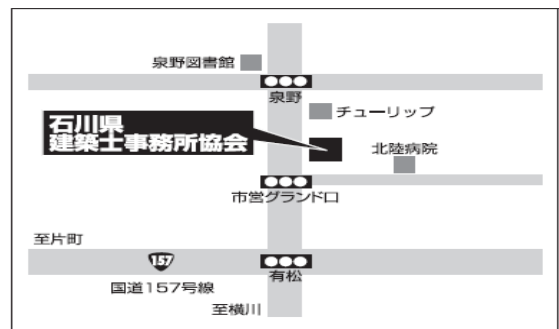 泉野図書館
泉野
チューリップ
石川県
建築士事務所協会
北陸病院
市営グランド口
至片町
157
有松
国道157号線
至横川